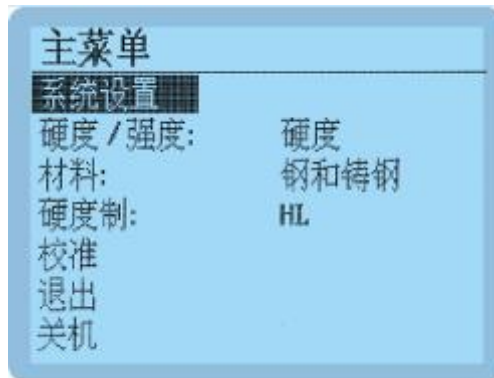 主菜单
系统设置
硬度/强度: 硬度
材料: 钢和铸钢
硬度制: HL
校准
退出
关机